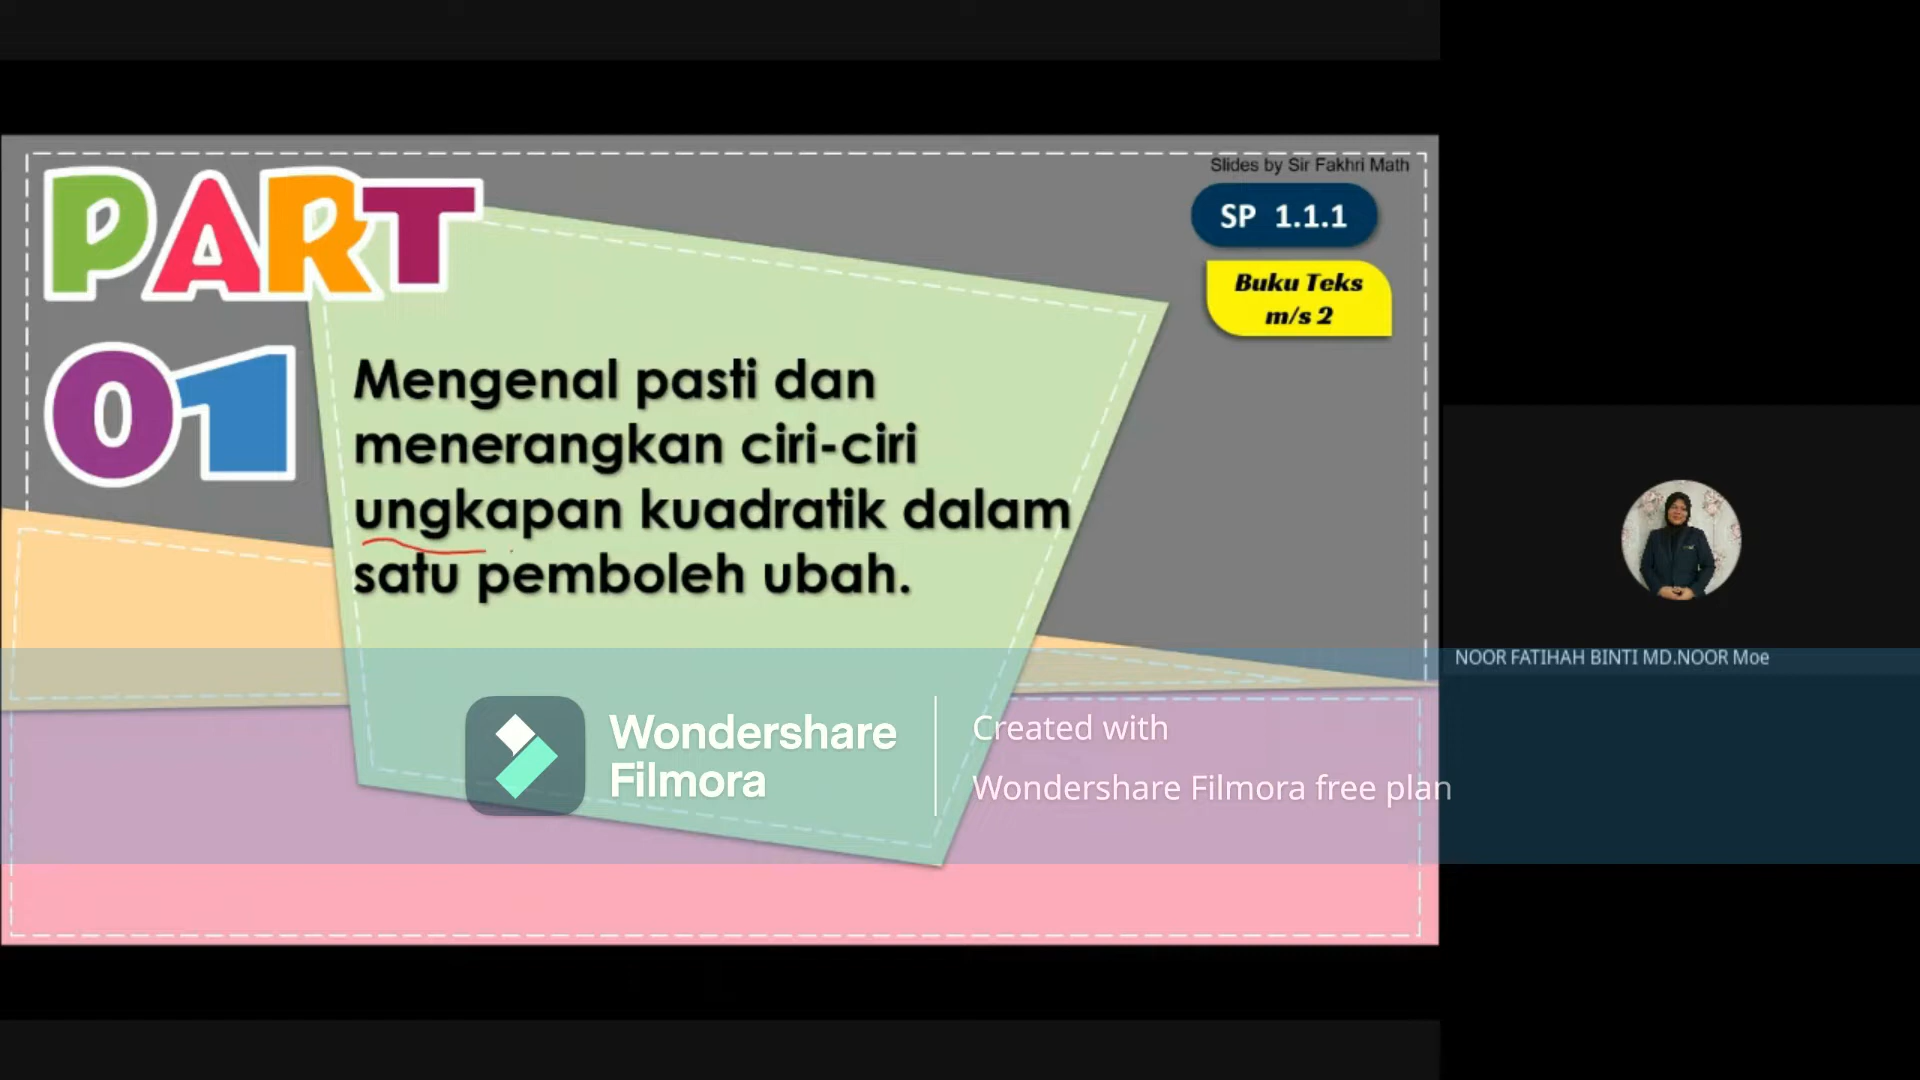 Slides by Sir Fakhri Math
PART
01
SP 1.1.1
Buku Teks
m/s 2
Mengenal pasti dan
menerangkan ciri-ciri
ungkapan kuadratik dalam
satu pemboleh ubah.
NOOR FATIHAH BINTI MD.NOOR Moe
Wondershare
Filmora
Created with
Wondershare Filmora free plan